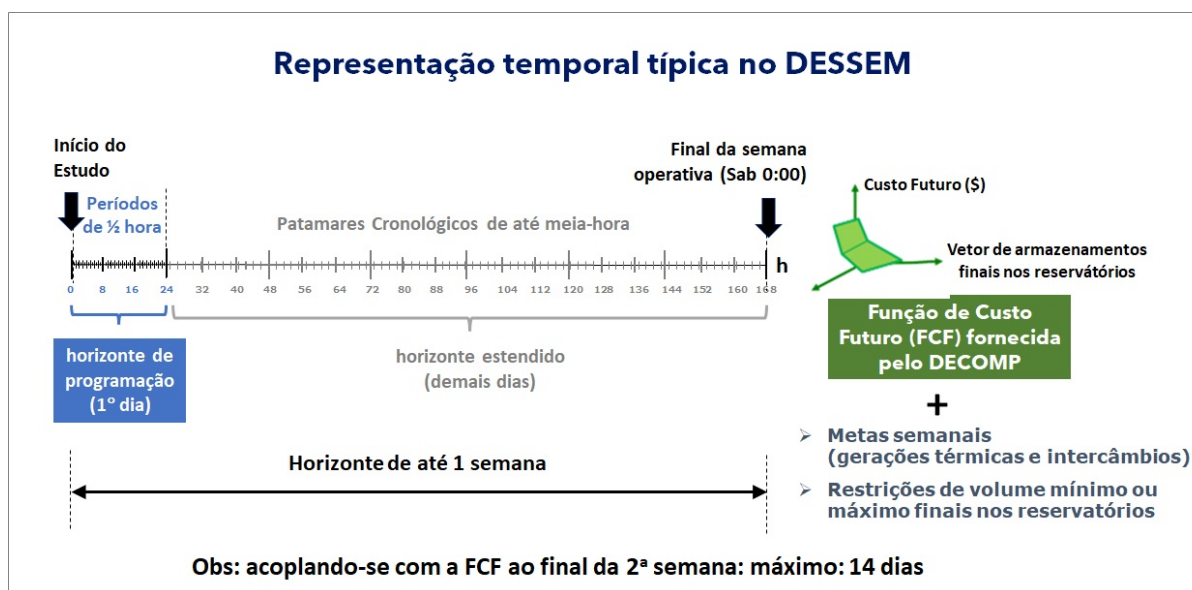 Representação temporal típica no DESSEM
Início do
Estudo
Períodos
de ½ hora
Patamares Cronológicos de até meia-hora
Final da semana
operativa (Sab 0:00)
Custo Futuro ($)
Vetor de armazenamentos
finais nos reservátórios
h
0 8 16 24 32 40 48 56 64 72 80 88 96 104 112 120 128 136 144 152 160 168
horizonte de
programação
(1º dia)
horizonte estendido
(demais dias)
Função de Custo
Futuro (FCF) fornecida
pelo DECOMP
+
Horizonte de até 1 semana
➢ Metas semanais
(gerações térmicas e intercâmbios)
➢ Restrições de volume mínimo ou
máximo finais nos reservatórios
Obs: acoplando-se com a FCF ao final da 2ª semana: máximo: 14 dias